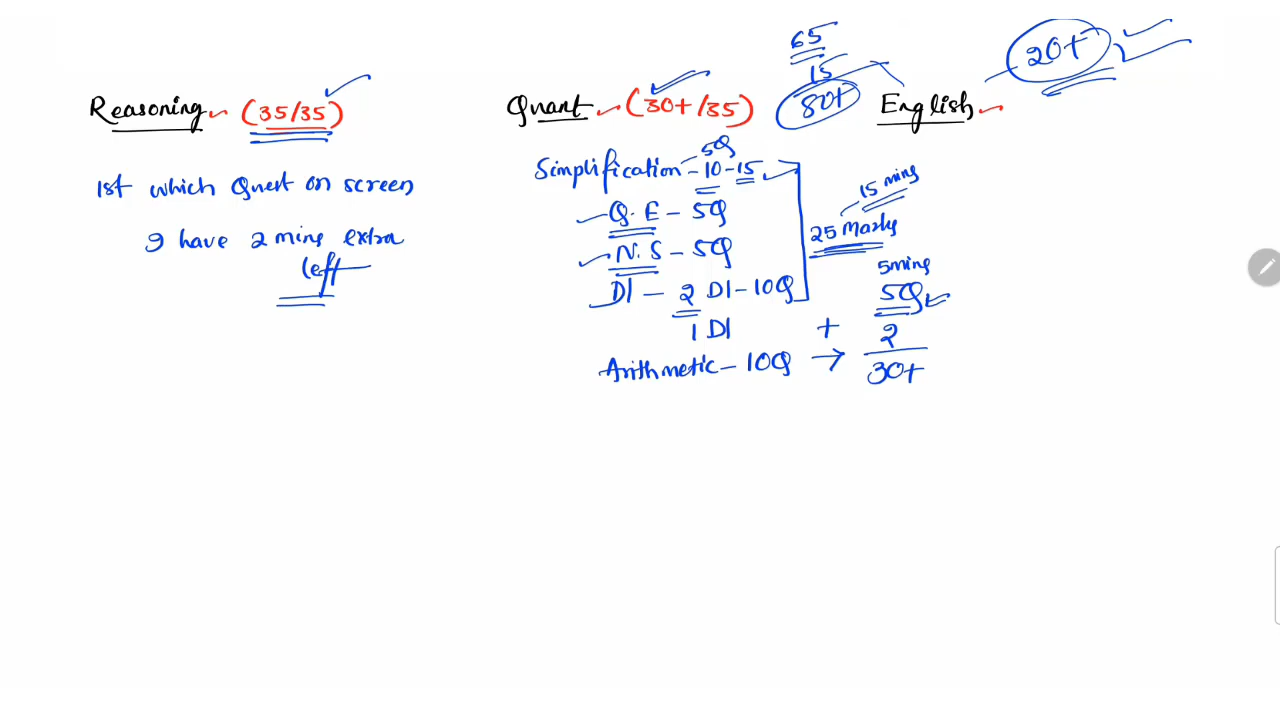 Reasoning (35/35)
1st which Quest on screen
I have 2 mins extra
left
Quant (30+/35)
65
15
80+
Simplification - 10 - 15
5Q
Q.E - 5Q
N.S - 5Q
DI - 2 DI - 10Q
1 DI
Arithmetic - 10Q →
15 mins
25 Marks
5mins
5Q
+ 2
30+
English
20+